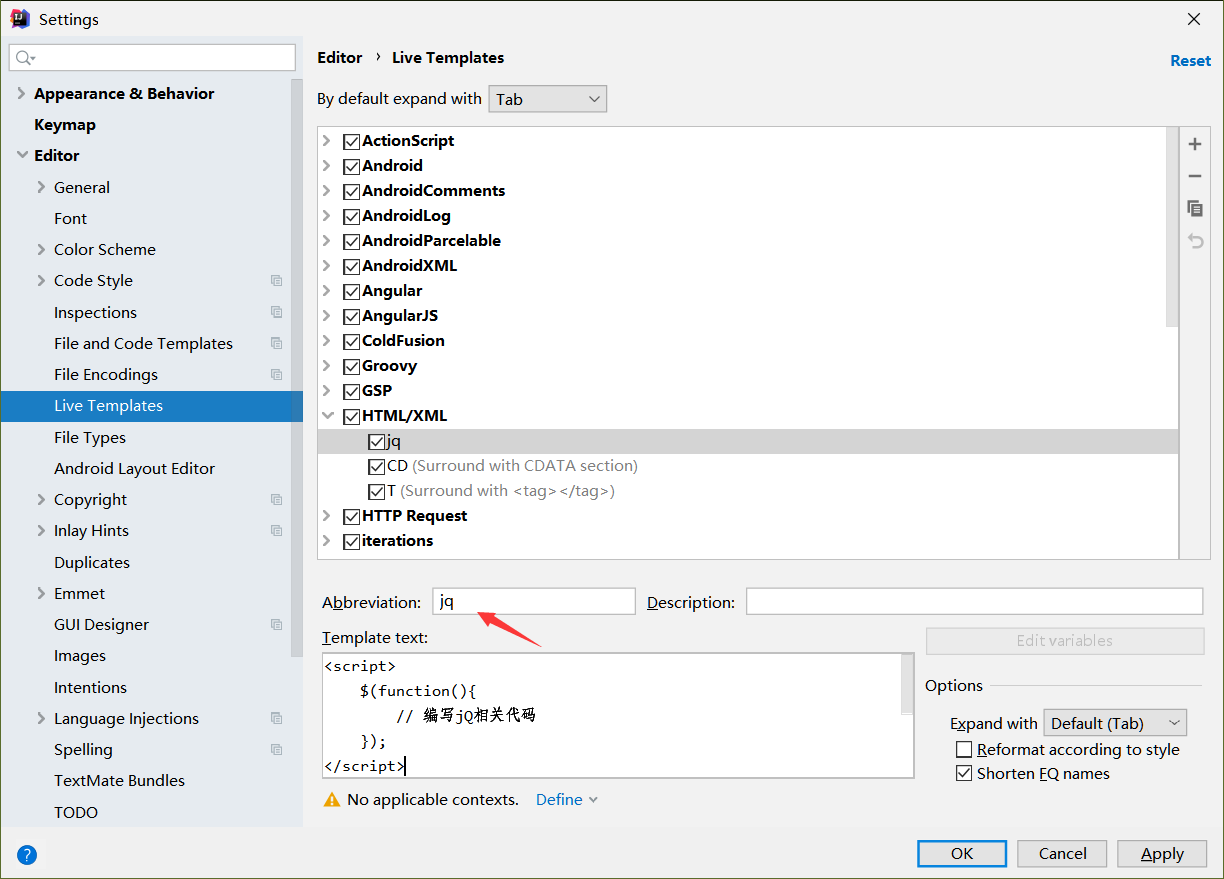 Settings
Editor › Live Templates
Reset
By default expand with Tab
Appearance & Behavior
Keymap
Editor
General
Font
Color Scheme
Code Style
Inspections
File and Code Templates
File Encodings
Live Templates
File Types
Android Layout Editor
Copyright
Inlay Hints
Duplicates
Emmet
GUI Designer
Images
Intentions
Language Injections
Spelling
TextMate Bundles
TODO
ActionScript
Android
AndroidComments
AndroidLog
AndroidParcelable
AndroidXML
Angular
AngularJS
ColdFusion
Groovy
GSP
HTML/XML
jq
CD (Surround with CDATA section)
T (Surround with <tag></tag>)
HTTP Request
iterations
Abbreviation: jq Description:
Template text:
<script>
$(function(){
// 编写jQ相关代码
});
</script>
Edit variables
Options
Expand with Default (Tab)
Reformat according to style
Shorten FQ names
No applicable contexts. Define
?
OK Cancel Apply